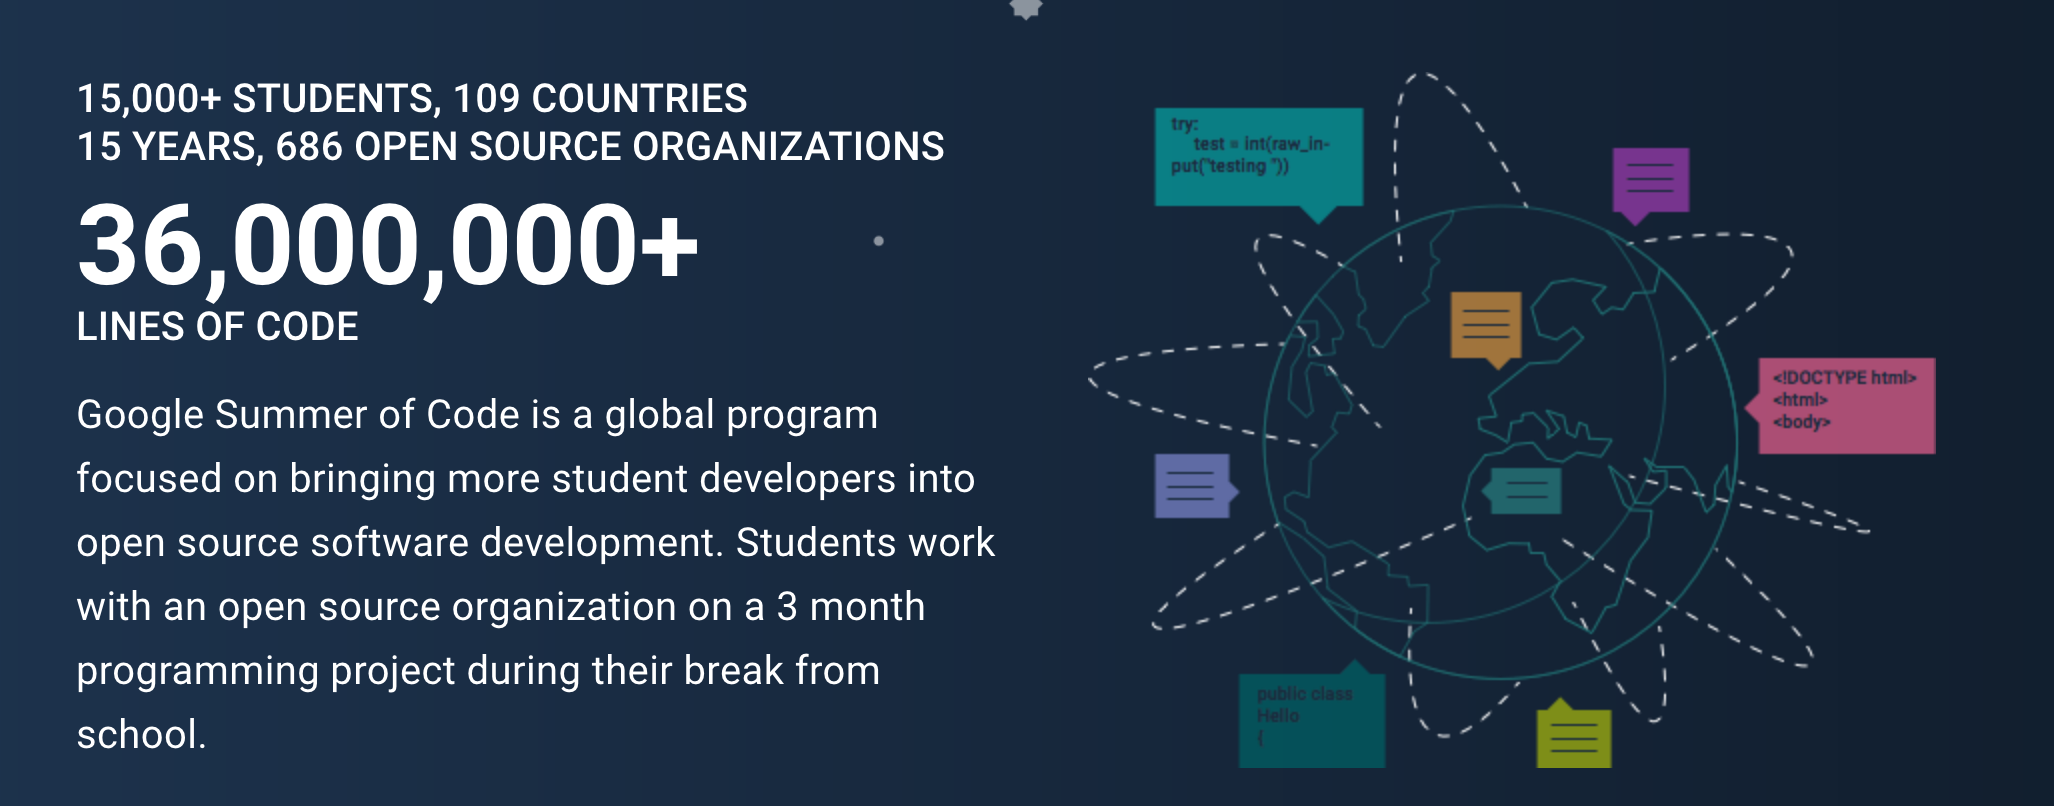 15,000+ STUDENTS, 109 COUNTRIES
15 YEARS, 686 OPEN SOURCE ORGANIZATIONS
36,000,000+
LINES OF CODE
Google Summer of Code is a global program
focused on bringing more student developers into
open source software development. Students work
with an open source organization on a 3 month
programming project during their break from
school.
try:
test = int(raw_in-
put("testing "))
<!DOCTYPE html>
<html>
<body>
public class
Hello
{